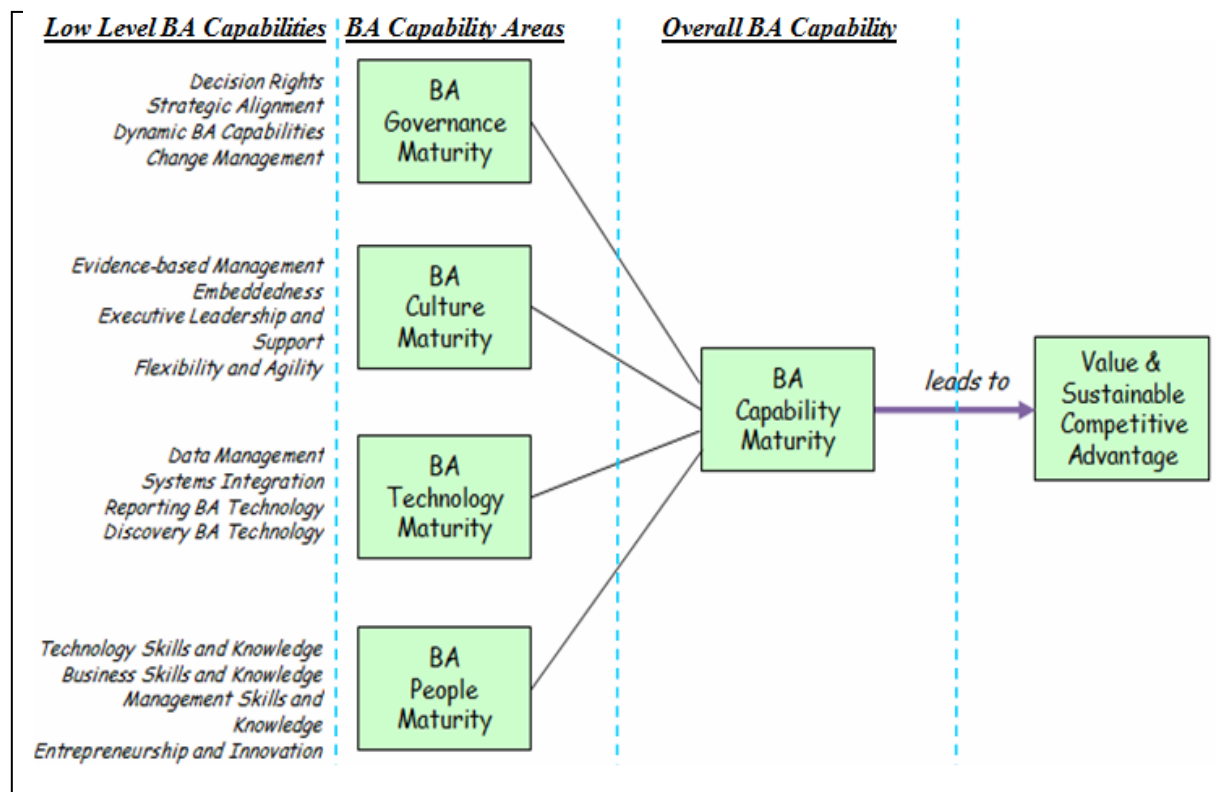 Low Level BA Capabilities
BA Capability Areas
Overall BA Capability
Decision Rights
Strategic Alignment
Dynamic BA Capabilities
Change Management
BA
Governance
Maturity
Evidence-based Management
Embeddedness
Executive Leadership and
Support
Flexibility and Agility
BA
Culture
Maturity
Data Management
Systems Integration
Reporting BA Technology
Discovery BA Technology
BA
Technology
Maturity
Technology Skills and Knowledge
Business Skills and Knowledge
Management Skills and
Knowledge
Entrepreneurship and Innovation
BA
People
Maturity
BA
Capability
Maturity
leads to
Value &
Sustainable
Competitive
Advantage